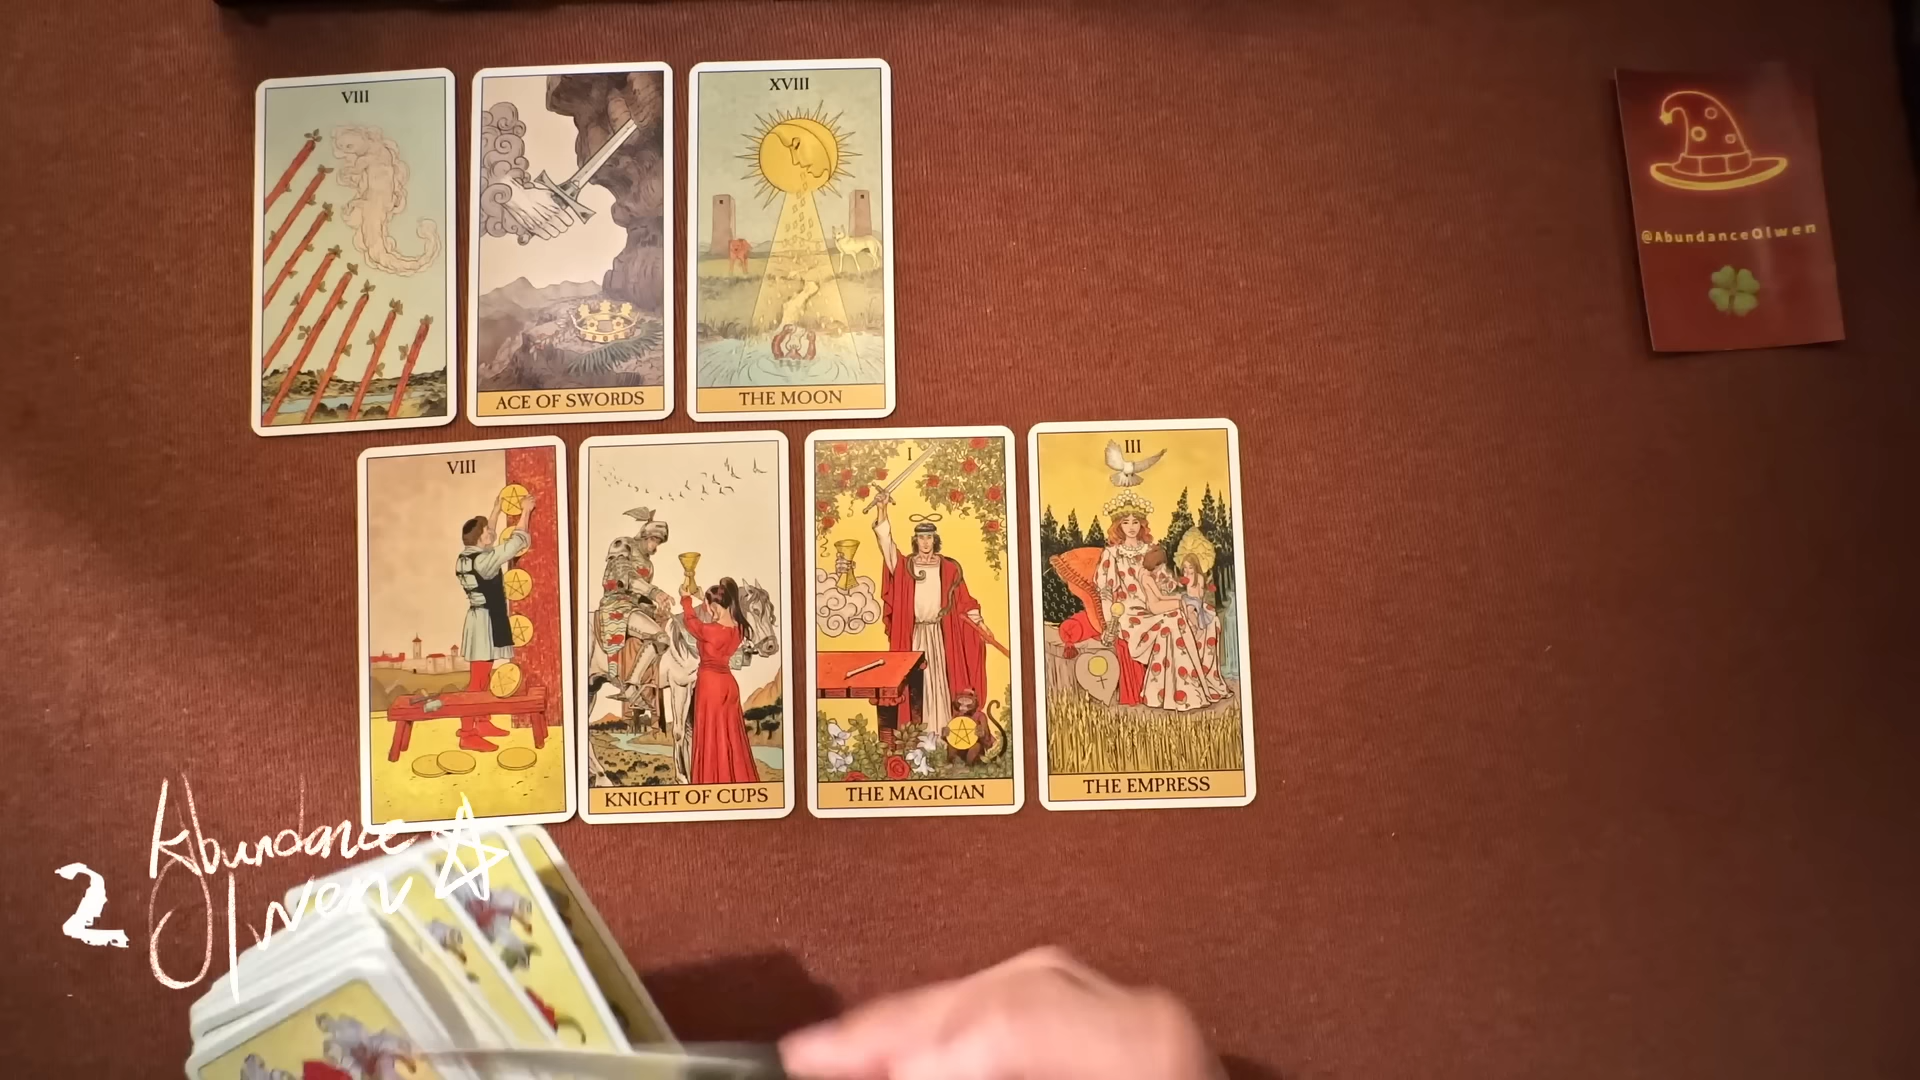 VIII
ACE OF SWORDS
XVIII
THE MOON
@AbundanceOlwen
VIII
KNIGHT OF CUPS
I
THE MAGICIAN
III
THE EMPRESS
2
Abundance
Olwen